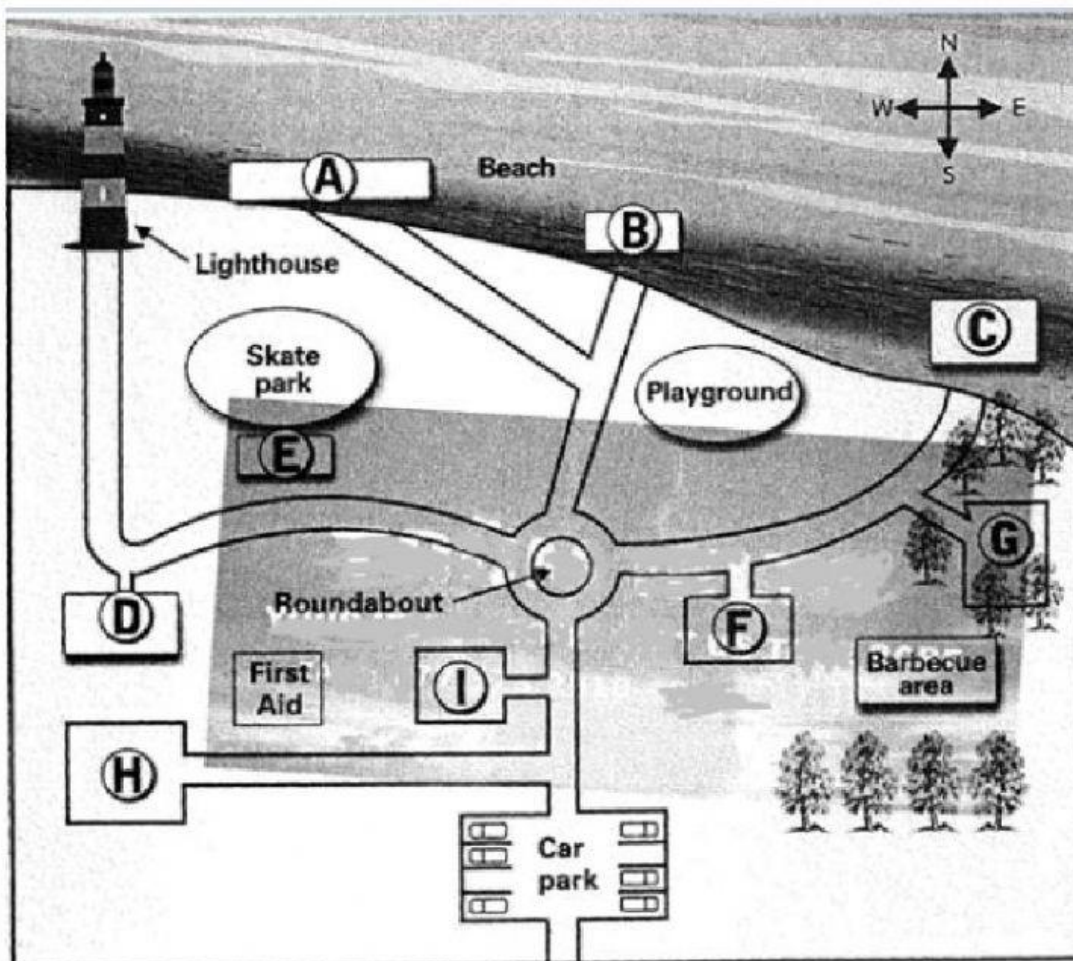 N
W E
S
A
Beach
B
Lighthouse
C
Skate
park
Playground
E
G
Roundabout
D
F
First
Aid
I
Barbecue
area
H
Car
park